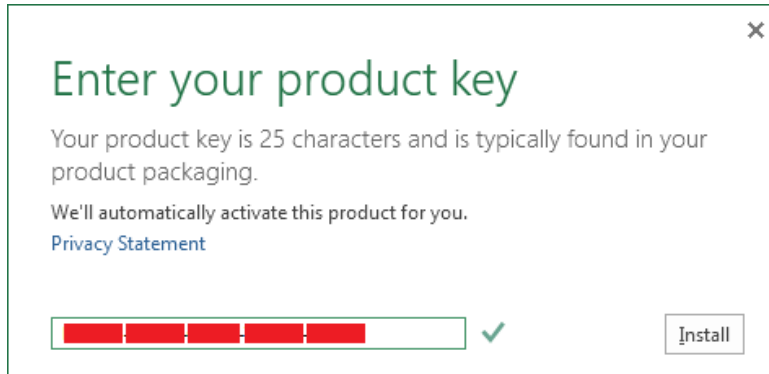 Enter your product key
Your product key is 25 characters and is typically found in your
product packaging.
We'll automatically activate this product for you.
Privacy Statement
Install